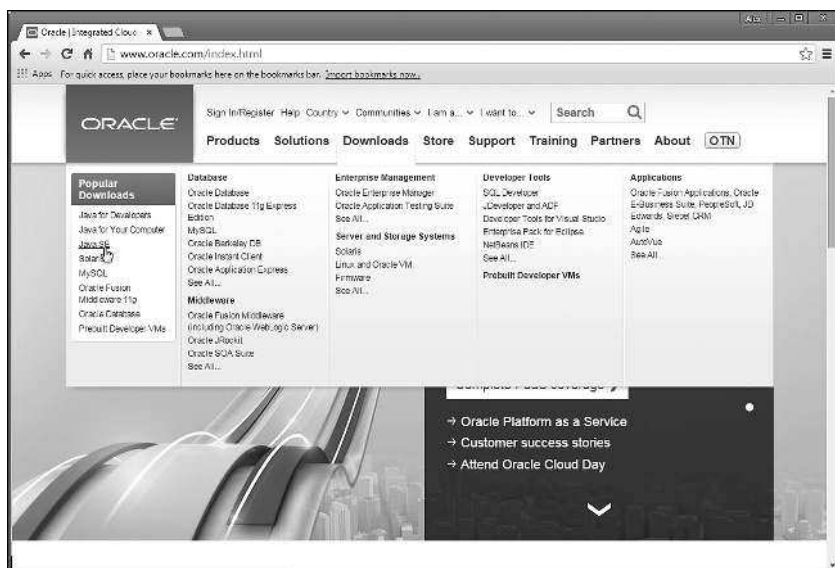 Alex
Oracle | Integrated Cloud
www.oracle.com/index.html
Apps For quick access, place your bookmarks here on the bookmarks bar. Import bookmarks now...
ORACLE
Sign In/Register Help Country Communities I am a... I want to... Search
Products Solutions Downloads Store Support Training Partners About OTN
Popular
Downloads
Java for Developers
Java for Your Computer
Java SE
Solaris
MySQL
Oracle Fusion
Middleware 11g
Oracle Database
Prebuilt Developer VMs
Database
Oracle Database
Oracle Database 11g Express
Edition
MySQL
Oracle Berkeley DB
Oracle Instant Client
Oracle Application Express
See All...
Middleware
Oracle Fusion Middleware
(including Oracle WebLogic Server)
Oracle JRockit
Oracle SOA Suite
See All...
Enterprise Management
Oracle Enterprise Manager
Oracle Application Testing Suite
See All...
Server and Storage Systems
Solaris
Linux and Oracle VM
Firmware
See All...
Developer Tools
SQL Developer
JDeveloper and ADF
Developer Tools for Visual Studio
Enterprise Pack for Eclipse
NetBeans IDE
See All...
Prebuilt Developer VMs
Applications
Oracle Fusion Applications, Oracle
E-Business Suite, PeopleSoft, JD
Edwards, Siebel CRM
Agile
AutoVue
See All...
→ Oracle Platform as a Service
→ Customer success stories
→ Attend Oracle Cloud Day